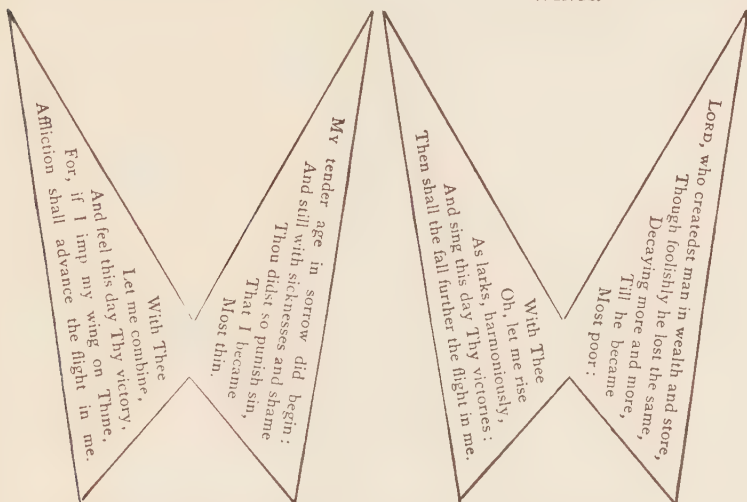 LORD, who createdst man in wealth and store,
Though foolishly he lost the same,
Decaying more and more,
Till he became
Most poor:
With Thee
Oh, let me rise
As larks, harmoniously,
And sing this day Thy victories:
Then shall the fall further the flight in me.
My tender age in sorrow did begin:
And still with sicknesses and shame
Thou didst so punish sin,
That I became
Most thin.
With Thee
Let me combine,
And feel this day Thy victory,
For, if I imp my wing on Thine,
Affliction shall advance the flight in me.